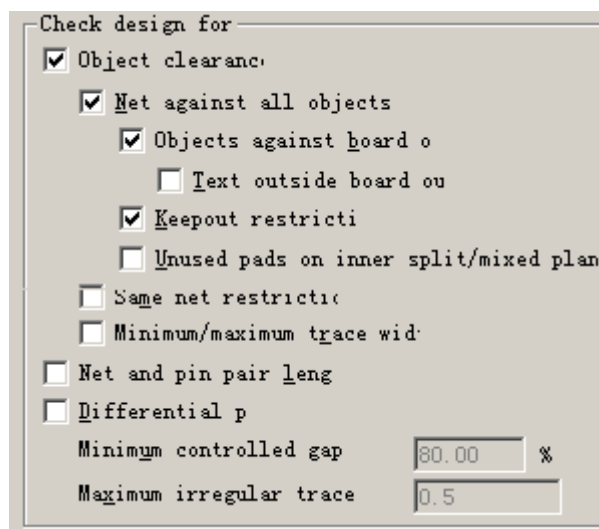 Check design for
Object clearanc
Net against all objects
Objects against board o
Text outside board ou
Keepout restricti
Unused pads on inner split/mixed plan
Same net restrictic
Minimum/maximum trace wid
Net and pin pair leng
Differential p
Minimum controlled gap 80.00 %
Maximum irregular trace 0.5